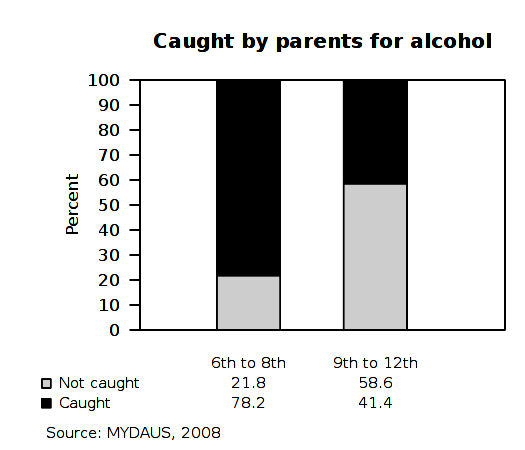 Caught by parents for alcohol
100
90
80
70
60
50
40
30
20
10
0
Percent
6th to 8th 9th to 12th
Not caught 21.8 58.6
Caught 78.2 41.4
Source: MYDAUS, 2008